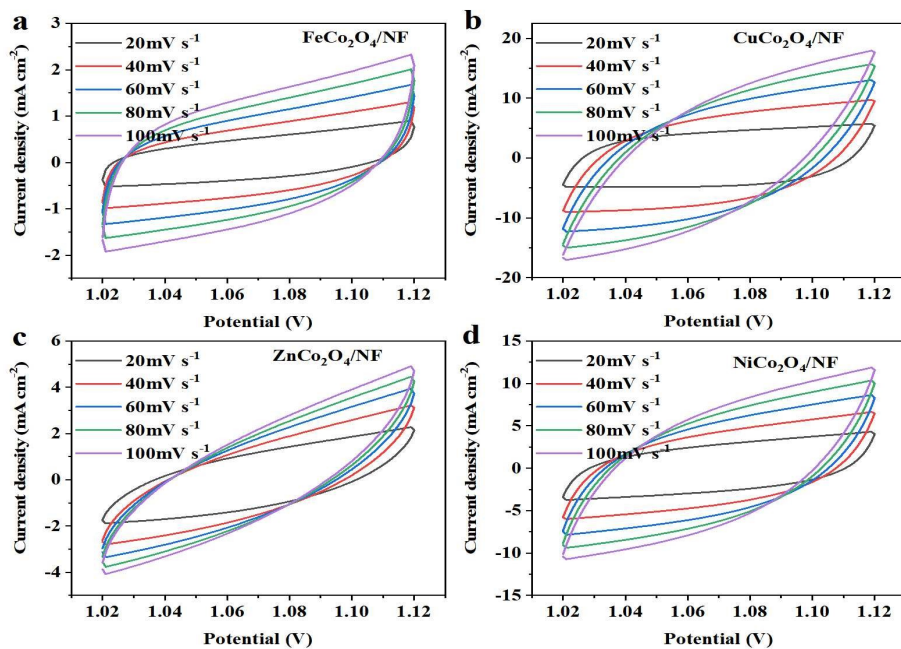 a
FeCo₂O₄/NF
20mV s⁻¹
40mV s⁻¹
60mV s⁻¹
80mV s⁻¹
100mV s⁻¹
Current density (mA cm⁻²)
3
2
1
0
-1
-2
1.02 1.04 1.06 1.08 1.10 1.12
Potential (V)
b
CuCo₂O₄/NF
20mV s⁻¹
40mV s⁻¹
60mV s⁻¹
80mV s⁻¹
100mV s⁻¹
Current density (mA cm⁻²)
20
10
0
-10
-20
1.02 1.04 1.06 1.08 1.10 1.12
Potential (V)
c
ZnCo₂O₄/NF
20mV s⁻¹
40mV s⁻¹
60mV s⁻¹
80mV s⁻¹
100mV s⁻¹
Current density (mA cm⁻²)
6
4
2
0
-2
-4
1.02 1.04 1.06 1.08 1.10 1.12
Potential (V)
d
NiCo₂O₄/NF
20mV s⁻¹
40mV s⁻¹
60mV s⁻¹
80mV s⁻¹
100mV s⁻¹
Current density (mA cm⁻²)
15
10
5
0
-5
-10
-15
1.02 1.04 1.06 1.08 1.10 1.12
Potential (V)